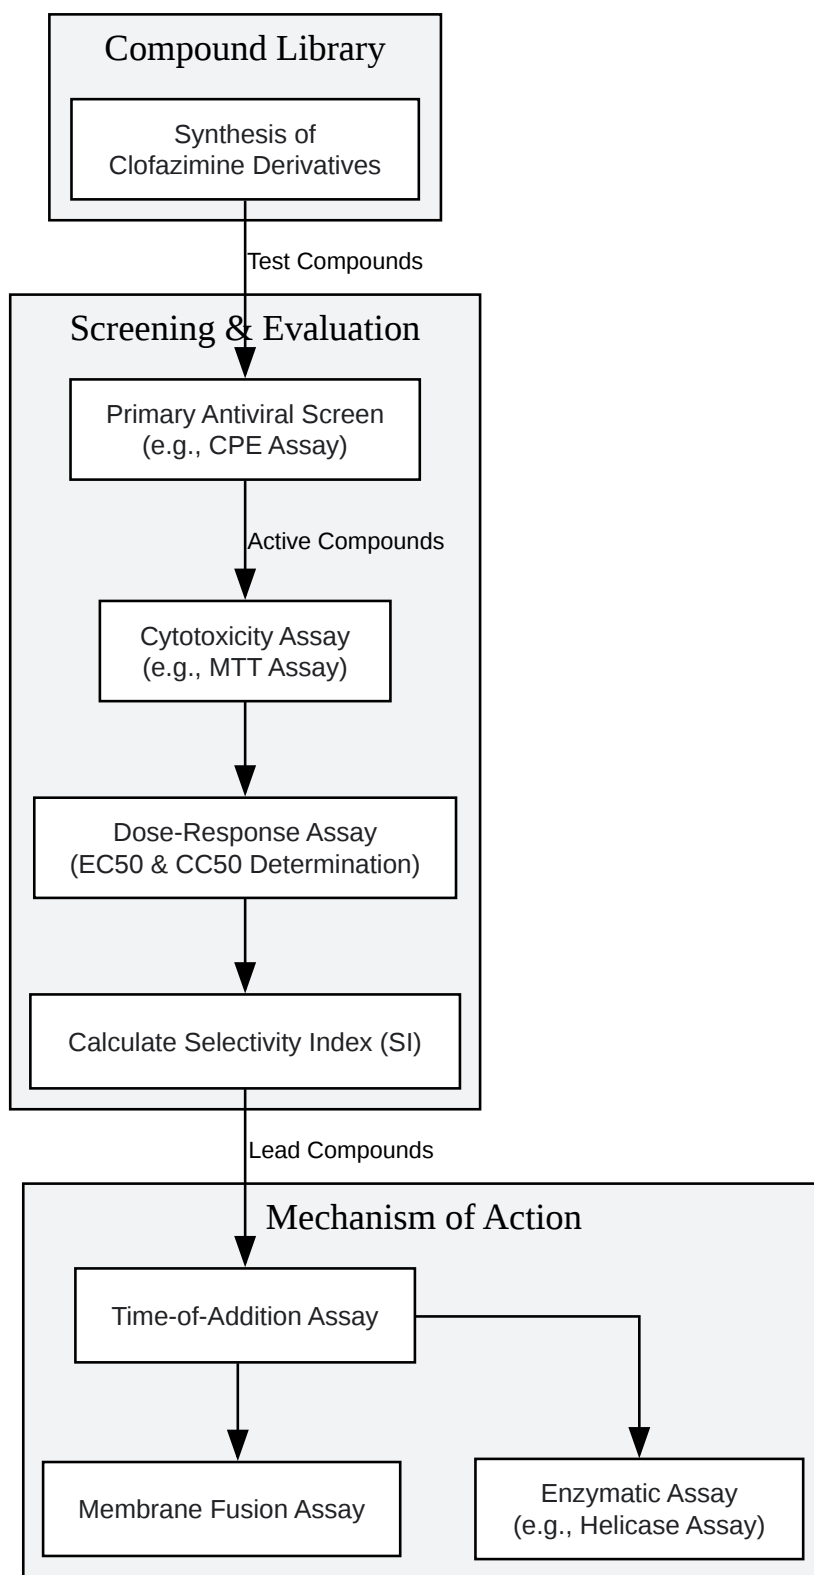 Compound Library
Synthesis of
Clofazimine Derivatives
Test Compounds
Screening & Evaluation
Primary Antiviral Screen
(e.g., CPE Assay)
Active Compounds
Cytotoxicity Assay
(e.g., MTT Assay)
Dose-Response Assay
(EC50 & CC50 Determination)
Calculate Selectivity Index (SI)
Lead Compounds
Mechanism of Action
Time-of-Addition Assay
Membrane Fusion Assay
Enzymatic Assay
(e.g., Helicase Assay)